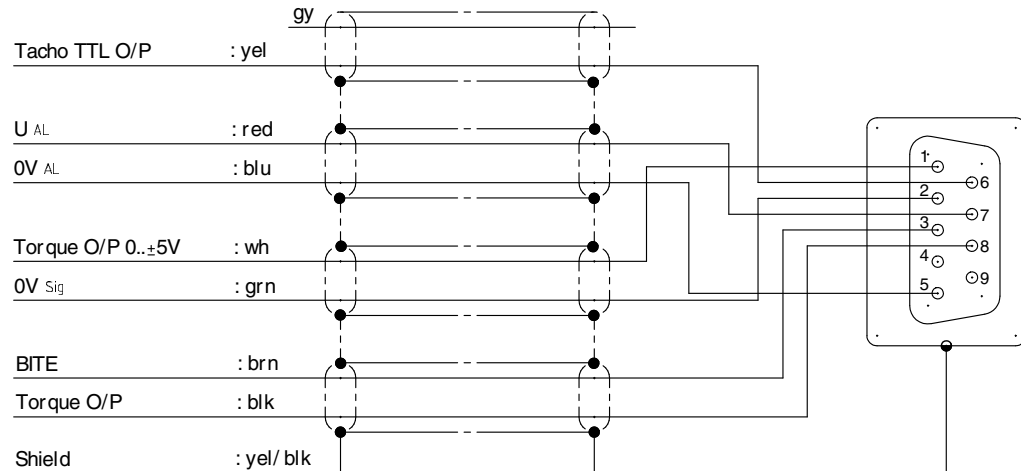 gy
Tacho TTL O/P : yel
U AL : red
0V AL : blu
Torque O/P 0..±5V : wh
0V Sig : grn
BITE : brn
Torque O/P : blk
Shield : yel/blk
1
6
2
7
3
8
4
9
5